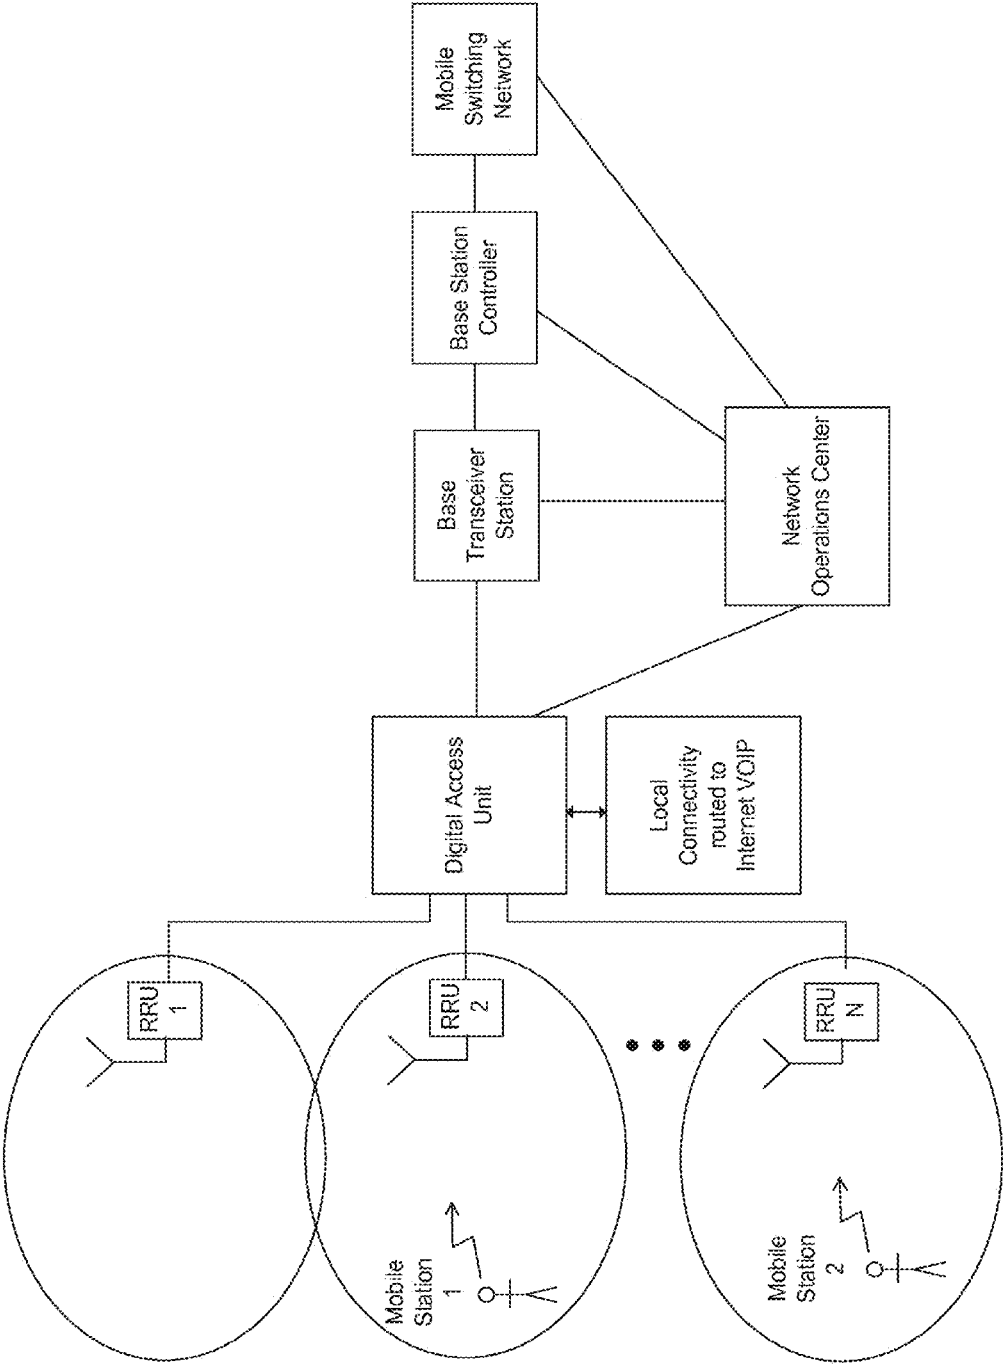 RRU
1
RRU
2
Mobile
Station
1
RRU
N
Mobile
Station
2
Digital Access
Unit
Local
Connectivity
routed to
Internet VOIP
Base
Transceiver
Station
Network
Operations Center
Base Station
Controller
Mobile
Switching
Network